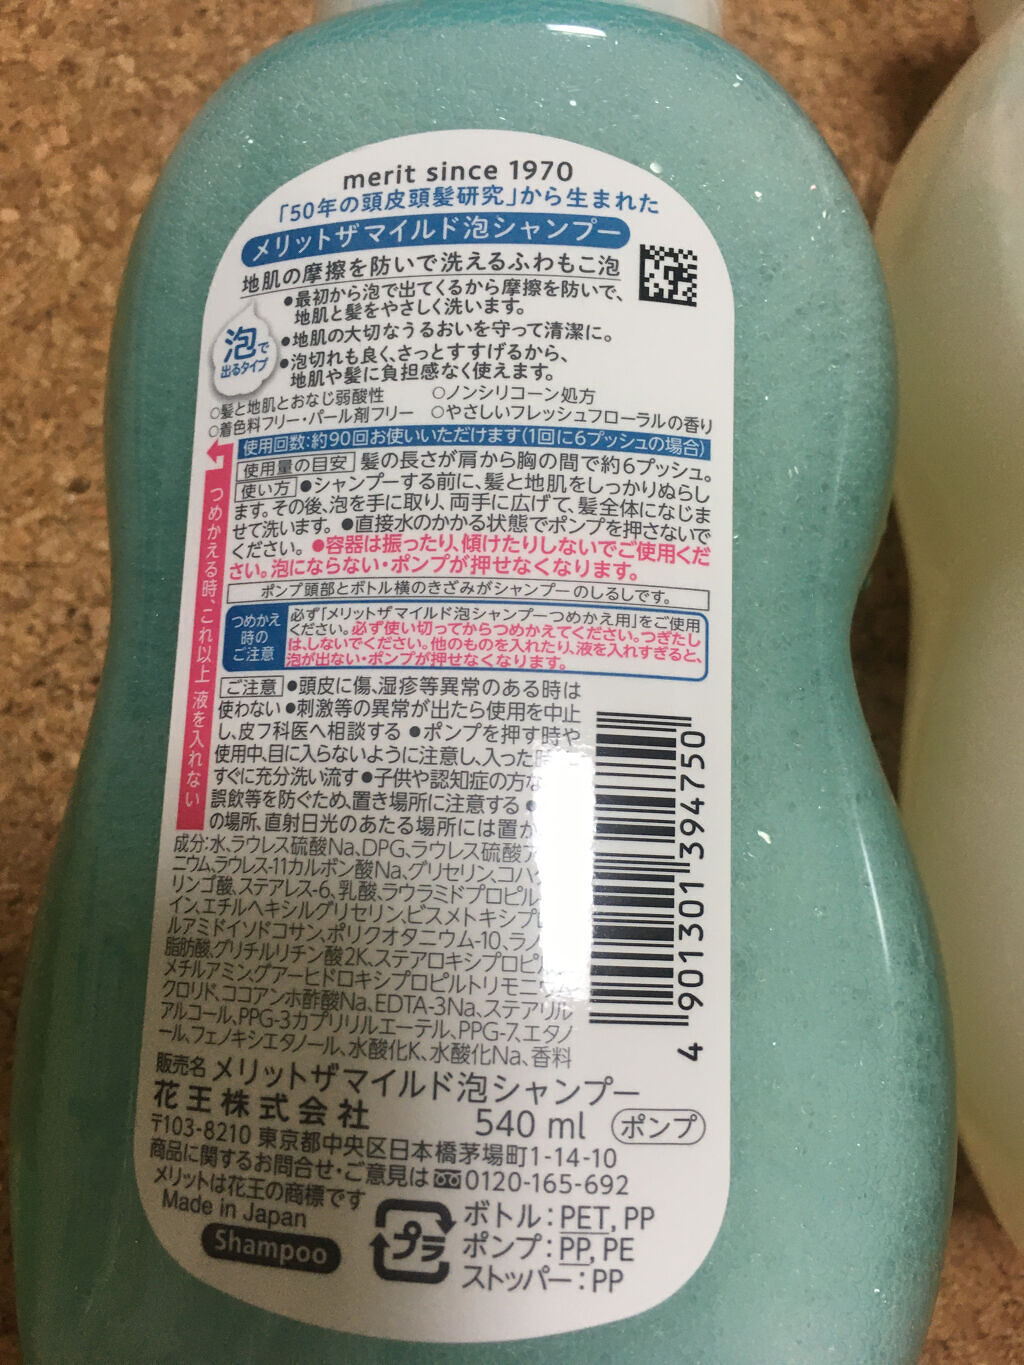 merit since 1970
「50年の頭皮頭髪研究」から生まれた
メリットザマイルド泡シャンプー
地肌の摩擦を防いで洗えるふわもこ泡
泡で
出るタイプ
●最初から泡で出てくるから摩擦を防いで、
地肌と髪をやさしく洗います。
●地肌の大切なうるおいを守って清潔に。
●泡切れも良く、さっとすすげるから、
地肌や髪に負担感なく使えます。
○髪と地肌とおなじ弱酸性 ○ノンシリコーン処方
○着色料フリー・パール剤フリー ○やさしいフレッシュフローラルの香り
使用回数:約90回お使いいただけます(1回に6プッシュの場合)
使用量の目安 髪の長さが肩から胸の間で約6プッシュ。
使い方 ●シャンプーする前に、髪と地肌をしっかりぬらし
ます。その後、泡を手に取り、両手に広げて、髪全体になじま
せて洗います。 ●直接水のかかる状態でポンプを押さないで
ください。 ●容器は振ったり、傾けたりしないでご使用くだ
さい。泡にならない・ポンプが押せなくなります。
ポンプ頭部とボトル横のきざみがシャンプーのしるしです。
つめかえる時、これ以上 液を入れない
つめかえ
時の
ご注意
必ず「メリットザマイルド泡シャンプーつめかえ用」をご使用
ください。必ず使い切ってからつめかえてください。つぎたし
は、しないでください。他のものを入れたり、液を入れすぎると、
泡が出ない・ポンプが押せなくなります。
ご注意 ●頭皮に傷、湿疹等異常のある時は
使わない ●刺激等の異常が出たら使用を中止
し、皮フ科医へ相談する ●ポンプを押す時や
使用中、目に入らないように注意し、入った時
すぐに充分洗い流す ●子供や認知症の方な
誤飲等を防ぐため、置き場所に注意する ●
の場所、直射日光のあたる場所には置か
成分:水、ラウレス硫酸Na、DPG、ラウレス硫酸ア
ニウム、ラウレス-11カルボン酸Na、グリセリン、コハク
リンゴ酸、ステアレス-6、乳酸、ラウラミドプロピル
イン、エチルヘキシルグリセリン、ビスメトキシプロ
ルアミドイソドコサン、ポリクオタニウム-10、ラノ
脂肪酸、グリチルリチン酸2K、ステアロキシプロピル
メチルアミン、グアーヒドロキシプロピルトリモニウム
クロリド、ココアンホ酢酸Na、EDTA-3Na、ステアリル
アルコール、PPG-3カプリリルエーテル、PPG-7、エタノ
ール、フェノキシエタノール、水酸化K、水酸化Na、香料
4 901301 394750
販売名 メリットザマイルド泡シャンプー
花王株式会社 540 ml ポンプ
〒103-8210 東京都中央区日本橋茅場町1-14-10
商品に関するお問合せ・ご意見は 0120-165-692
メリットは花王の商標です
Made in Japan
Shampoo
プラ
ボトル:PET, PP
ポンプ:PP, PE
ストッパー:PP